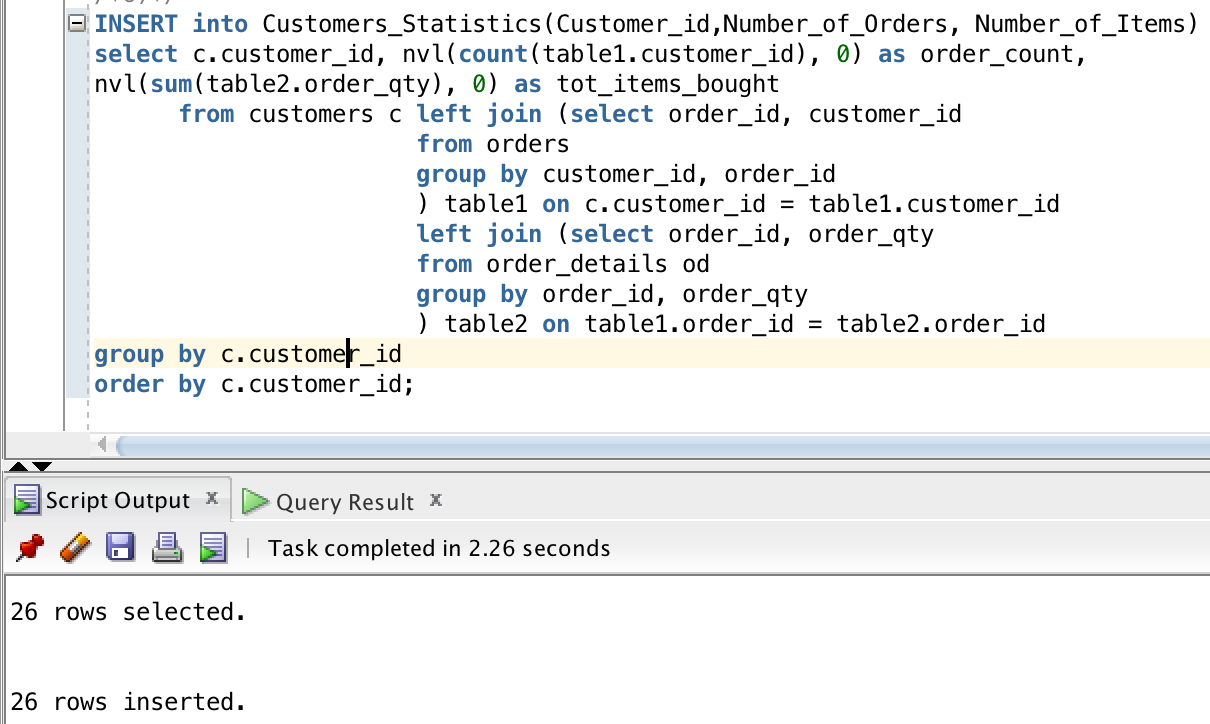 INSERT into Customers_Statistics(Customer_id,Number_of_Orders, Number_of_Items)
select c.customer_id, nvl(count(table1.customer_id), 0) as order_count,
nvl(sum(table2.order_qty), 0) as tot_items_bought
from customers c left join (select order_id, customer_id
from orders
group by customer_id, order_id
) table1 on c.customer_id = table1.customer_id
left join (select order_id, order_qty
from order_details od
group by order_id, order_qty
) table2 on table1.order_id = table2.order_id
group by c.customer_id
order by c.customer_id;
Script Output x Query Result x
Task completed in 2.26 seconds
26 rows selected.
26 rows inserted.